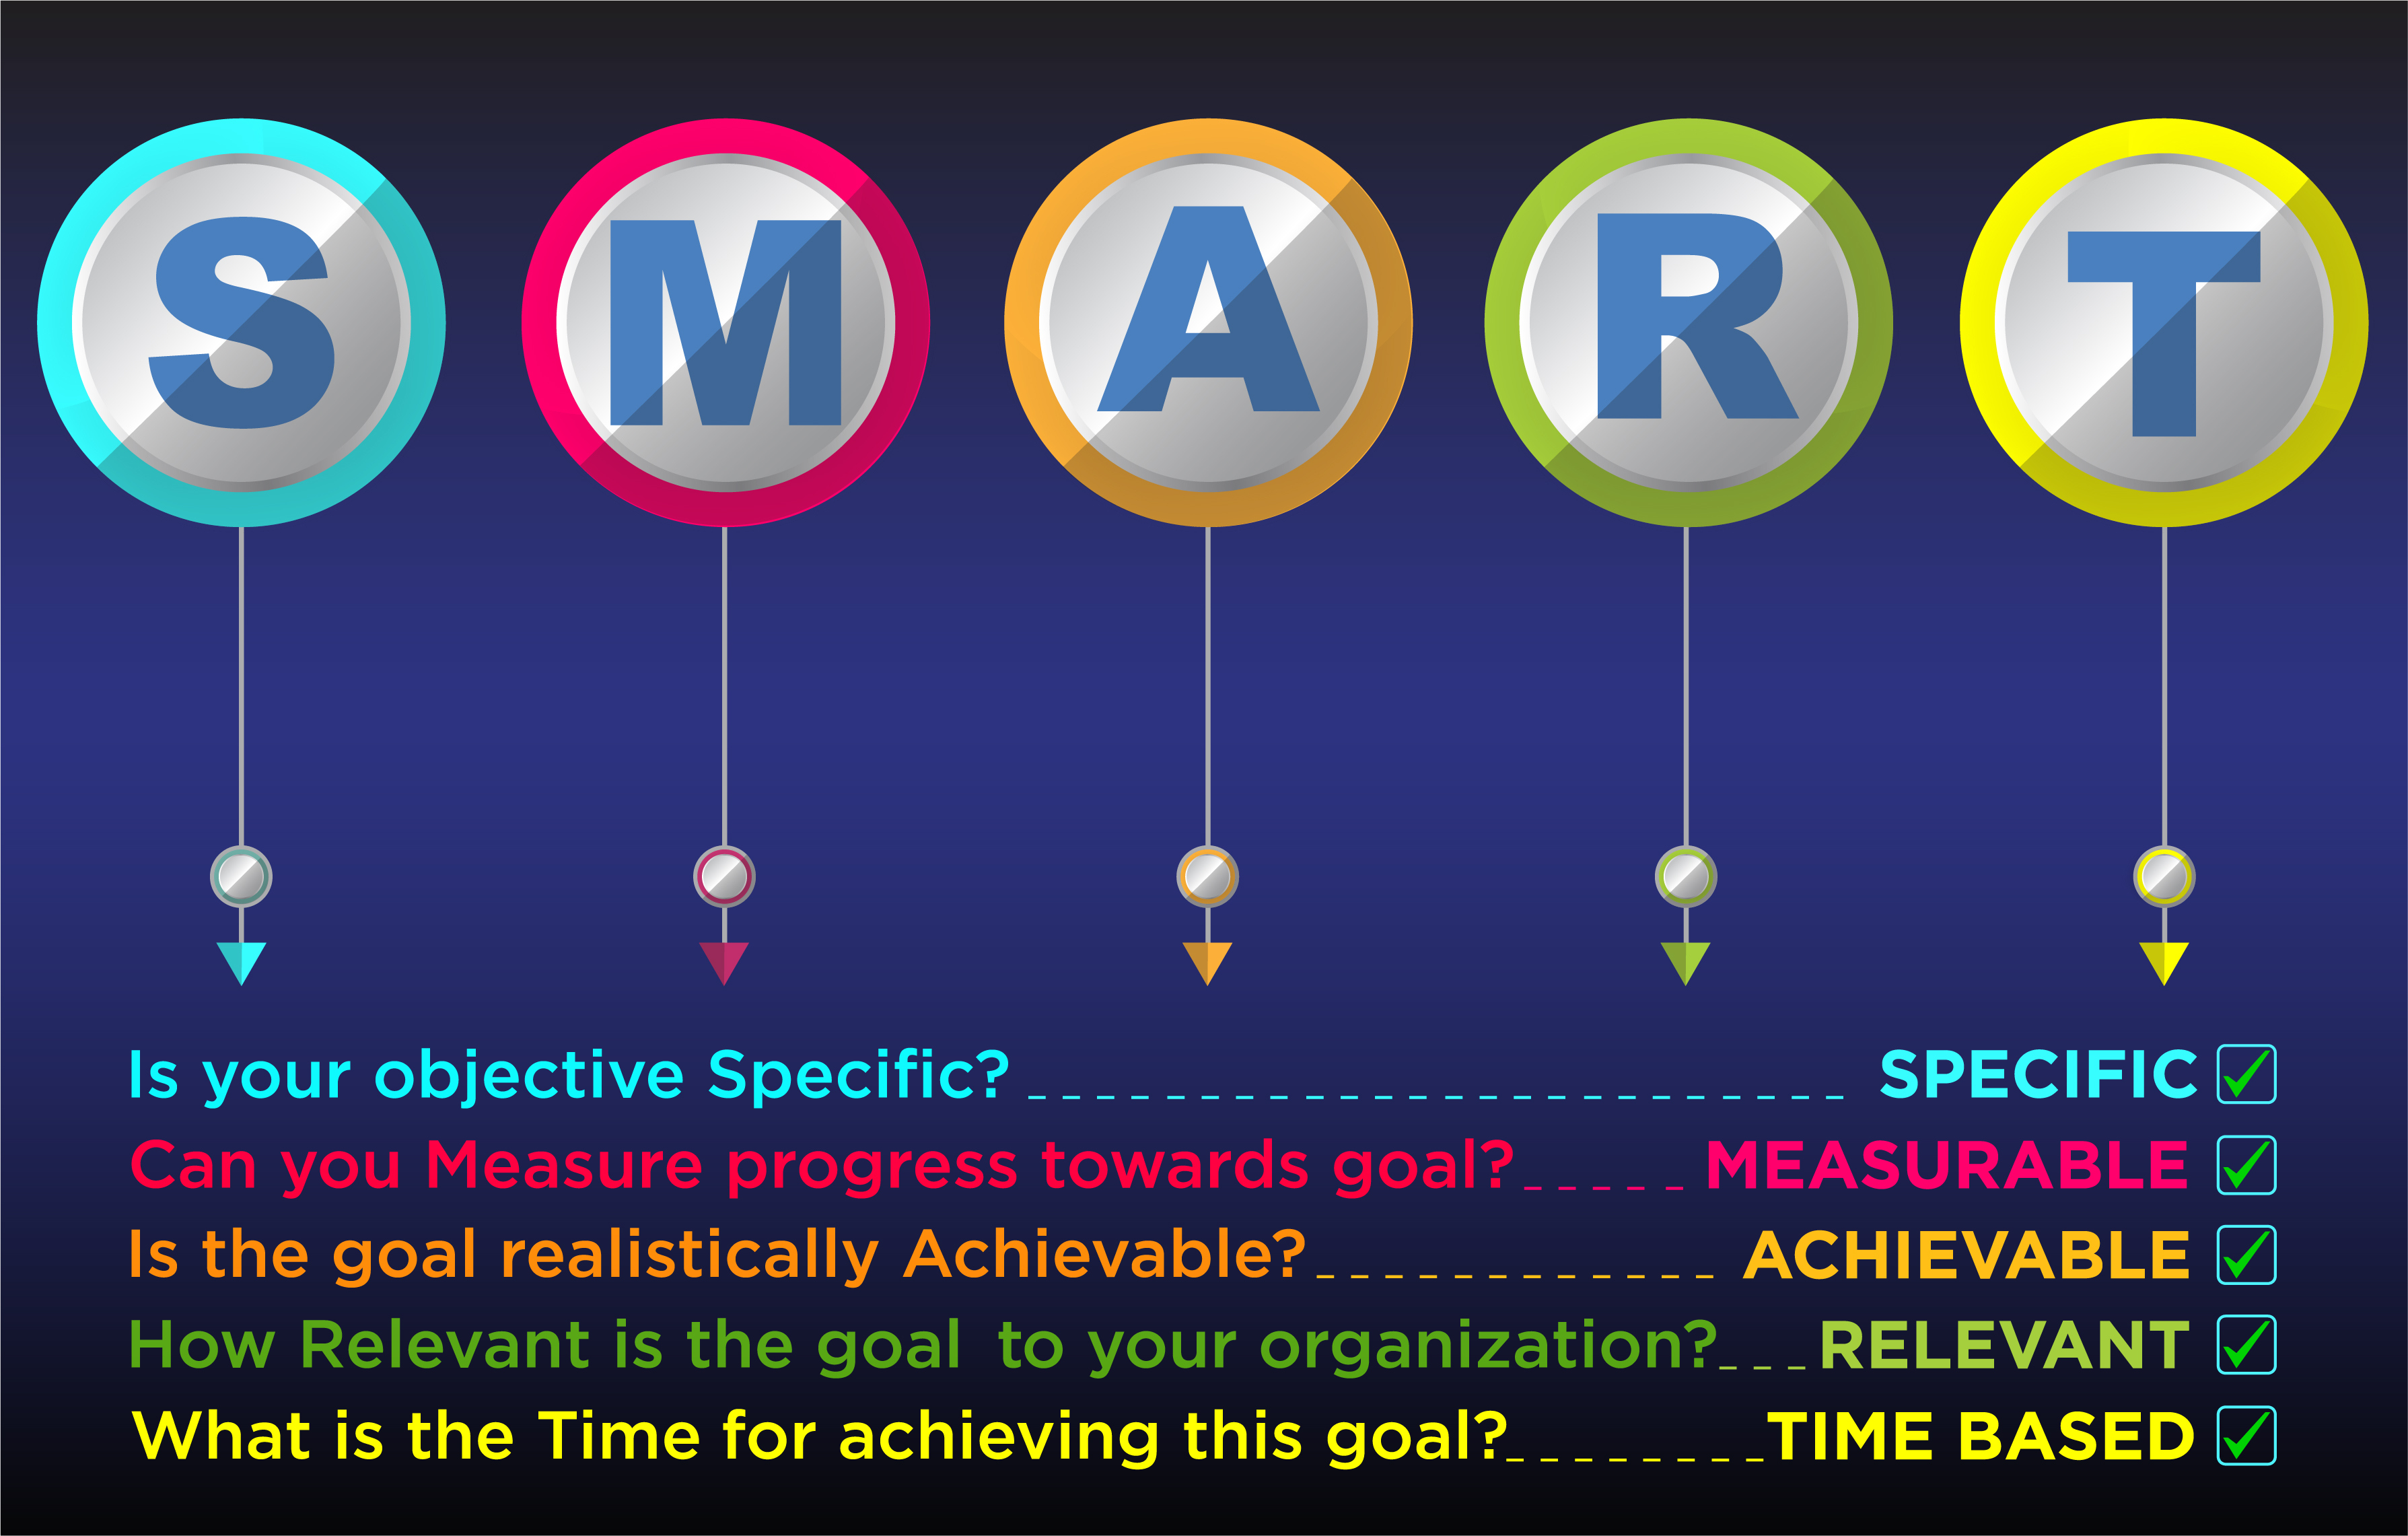 S M A R T
Is your objective Specific? _ _ _ _ _ _ _ _ _ _ _ _ _ _ _ _ _ _ _ _ _ _ _ _ SPECIFIC
Can you Measure progress towards goal? _ _ _ _ _ MEASURABLE
Is the goal realistically Achievable? _ _ _ _ _ _ _ _ _ _ _ _ ACHIEVABLE
How Relevant is the goal to your organization? _ _ _ RELEVANT
What is the Time for achieving this goal? _ _ _ _ _ _ _ _ TIME BASED